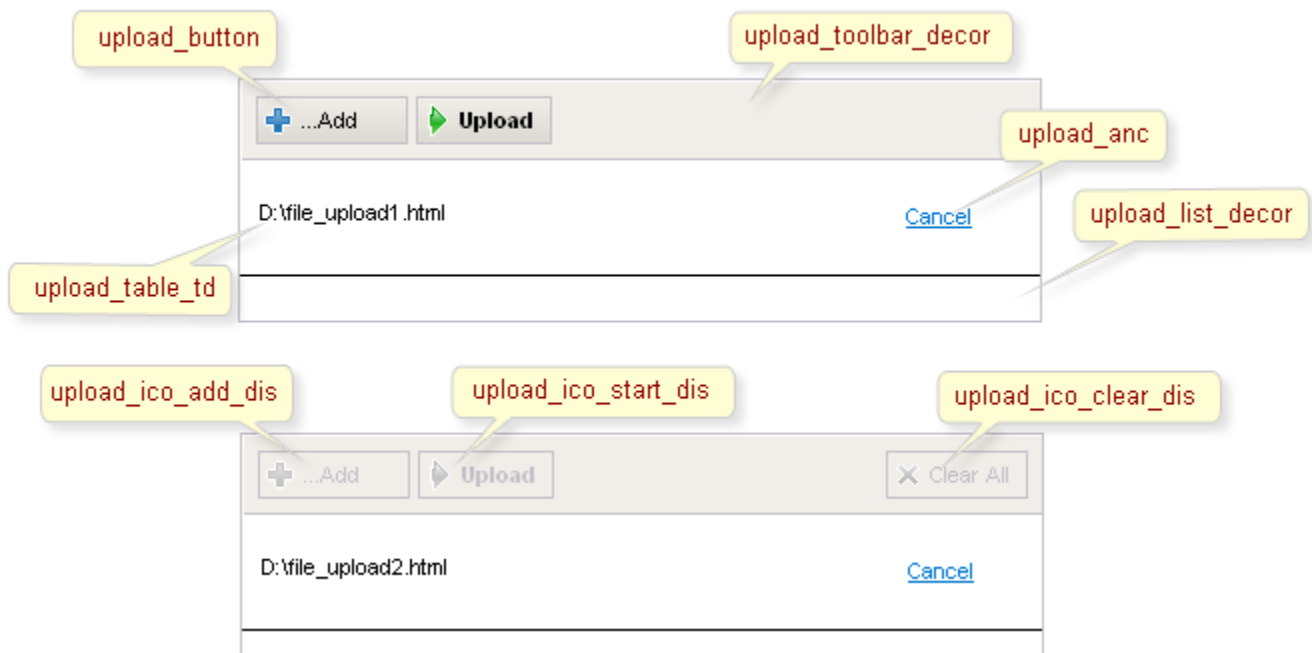 upload_button
upload_toolbar_decor
...Add
Upload
upload_anc
D:\file_upload1.html
Cancel
upload_list_decor
upload_table_td
upload_ico_add_dis
upload_ico_start_dis
upload_ico_clear_dis
...Add
Upload
Clear All
D:\file_upload2.html
Cancel